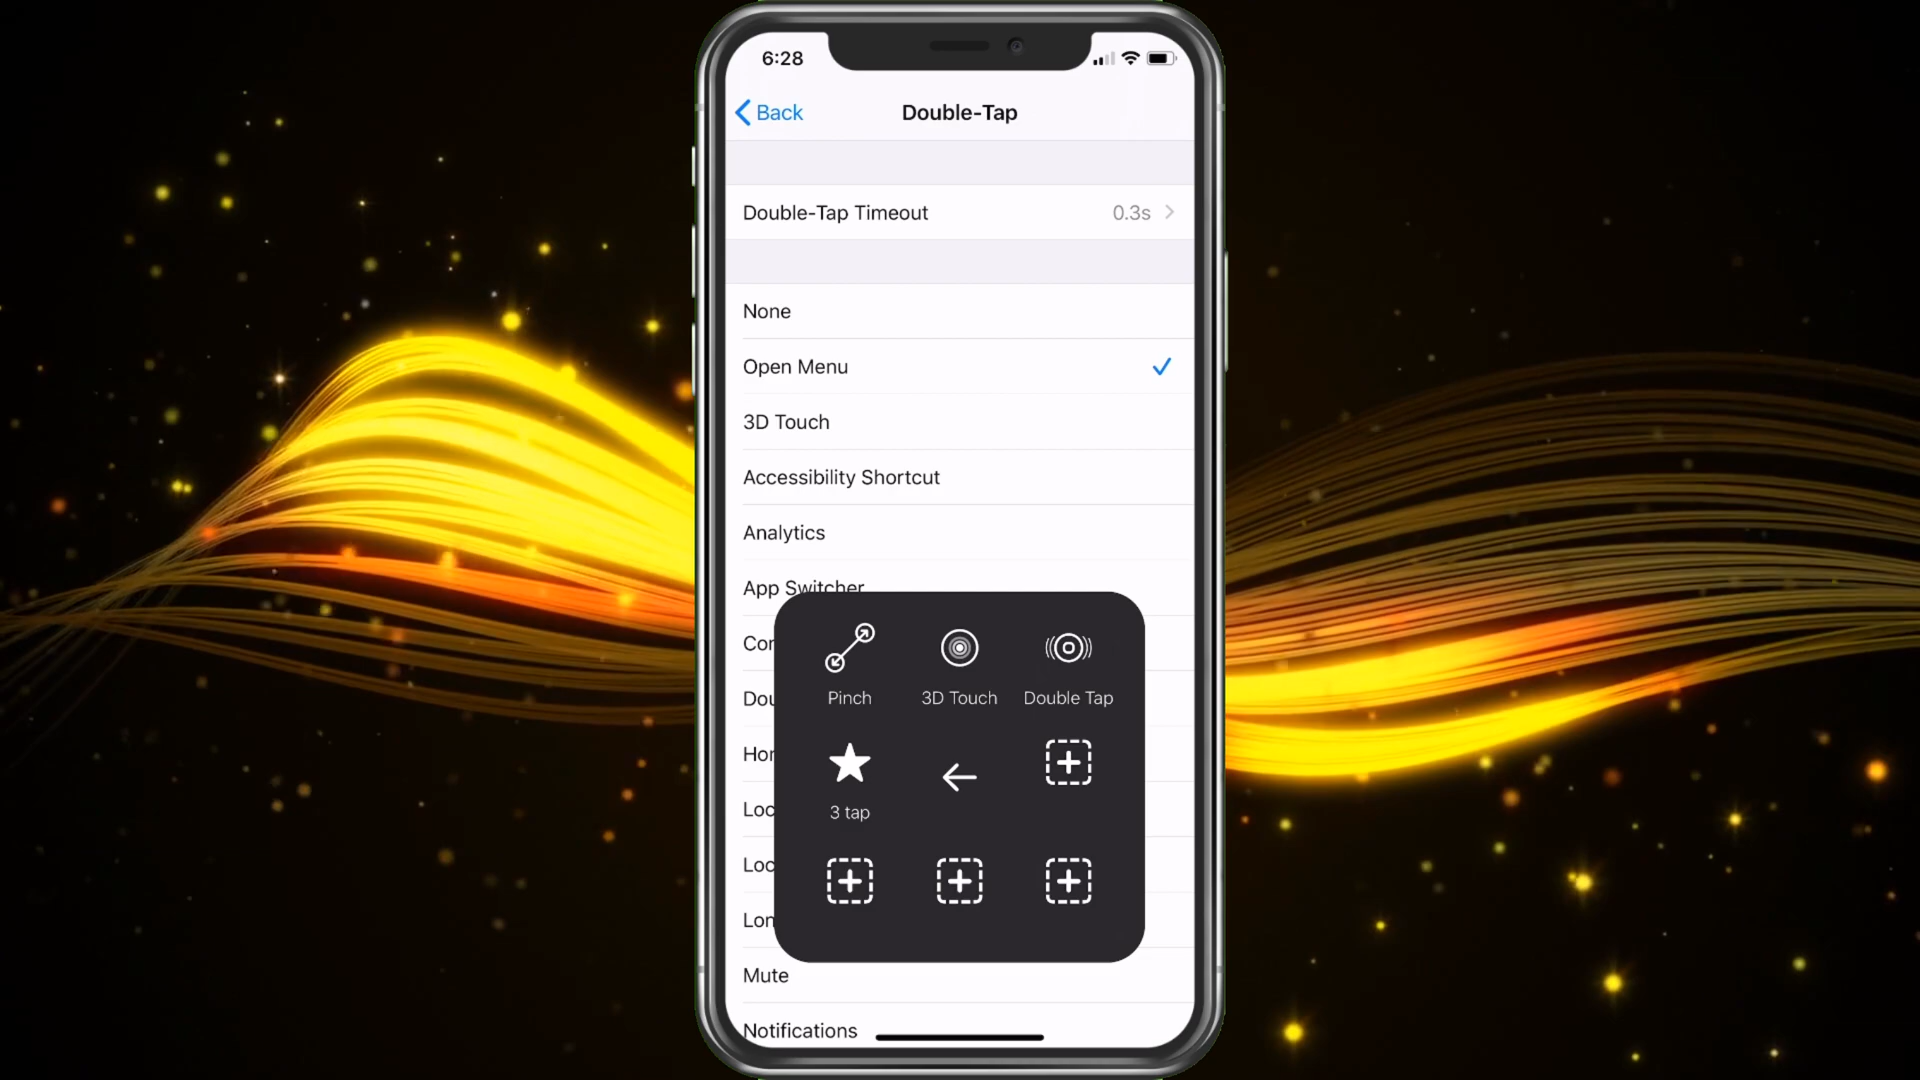 6:28
Back
Double-Tap
Double-Tap Timeout 0.3s
None
Open Menu
3D Touch
Accessibility Shortcut
Analytics
App Switcher
Cor
Pinch 3D Touch Double Tap
Dou
Hor
3 tap
Loc
Loc
Lon
Mute
Notifications